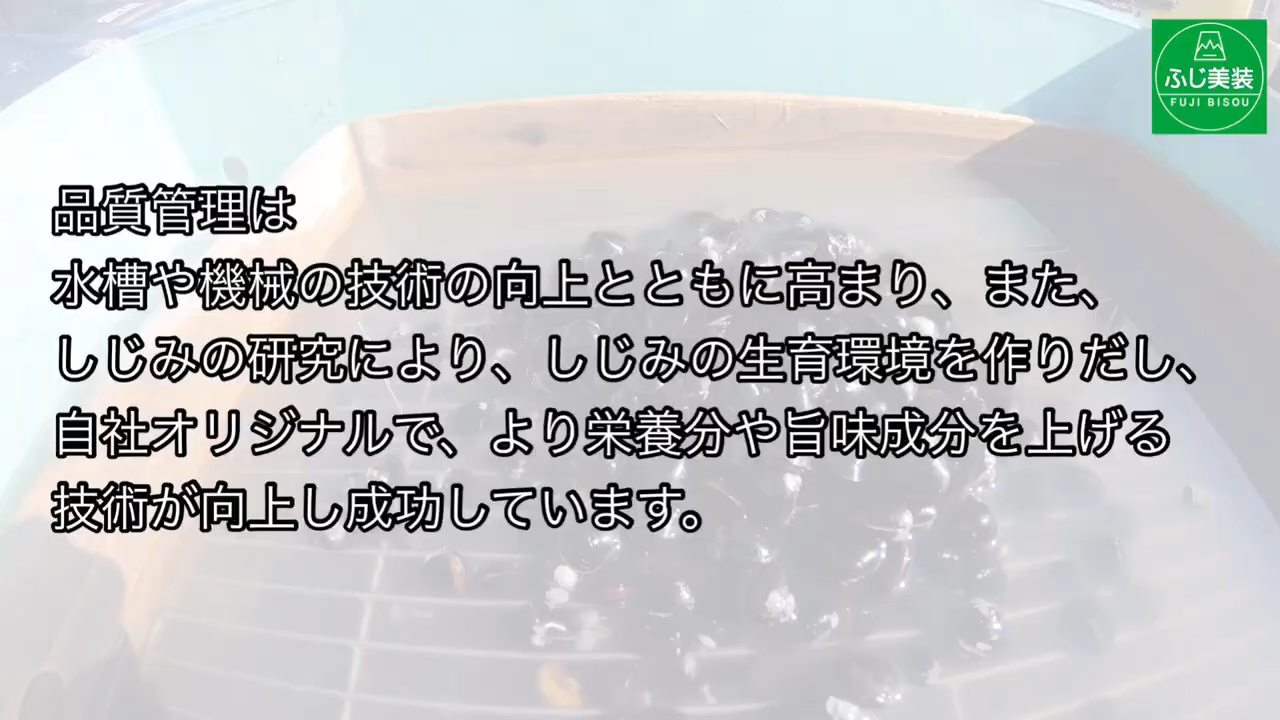 ふじ美装
FUJI BISOU
品質管理は
水槽や機械の技術の向上とともに高まり、また、
しじみの研究により、しじみの生育環境を作りだし、
自社オリジナルで、より栄養分や旨味成分を上げる
技術が向上し成功しています。